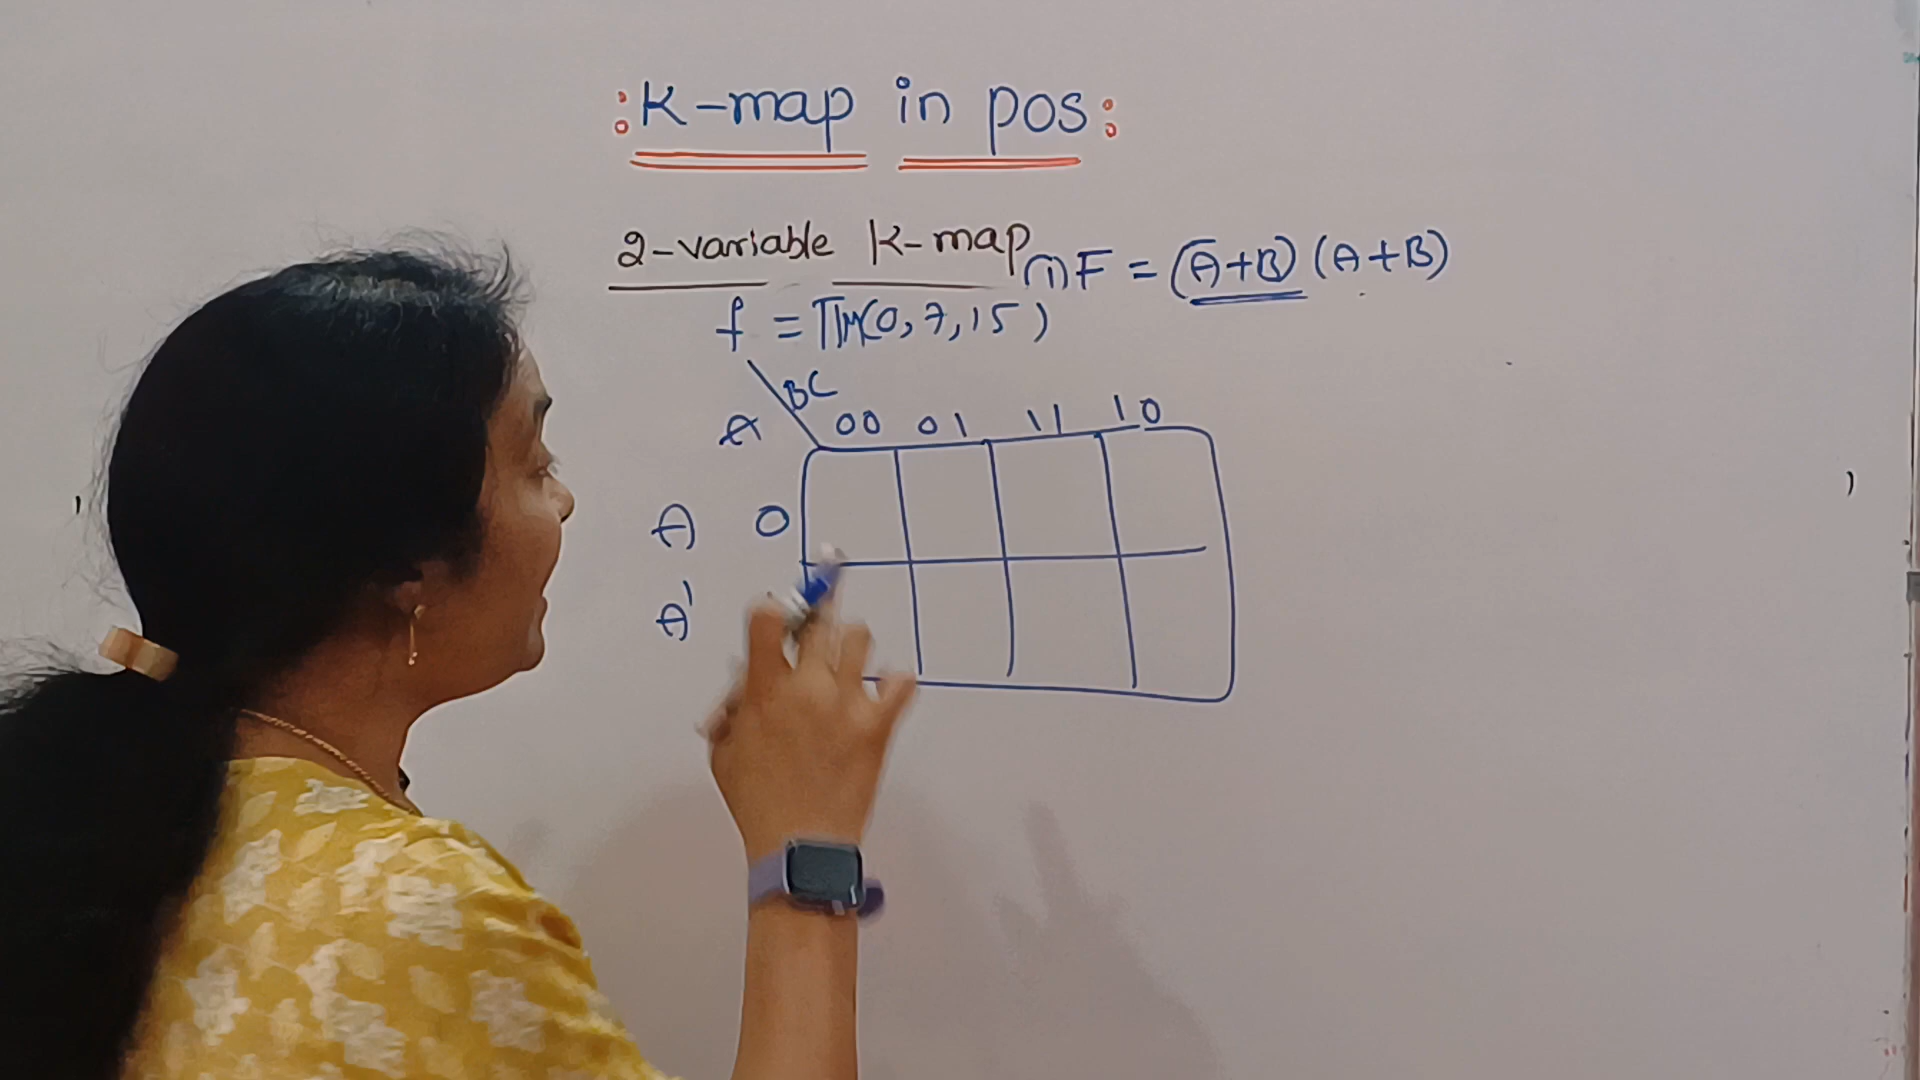 :K-map in pos:
2-variable K-map
(1) F = (A+B) (A+B)
f = πM(0,7,15)
BC
A 00 01 11 10
A 0
A'